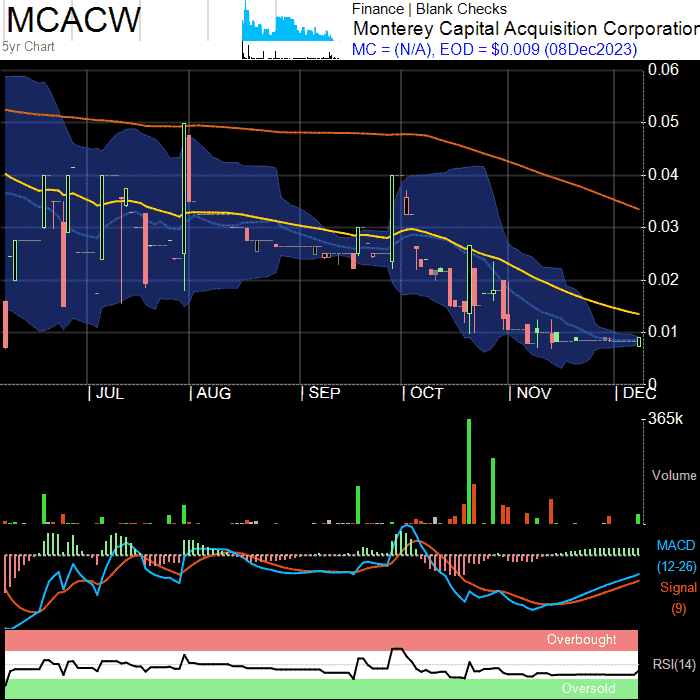 MCACW
5yr Chart
Finance | Blank Checks
Monterey Capital Acquisition Corporation
MC = (N/A), EOD = $0.009 (08Dec2023)
0.06
0.05
0.04
0.03
0.02
0.01
0
JUL AUG SEP OCT NOV DEC
365k
Volume
MACD
(12-26)
Signal
(9)
Overbought
RSI(14)
Oversold